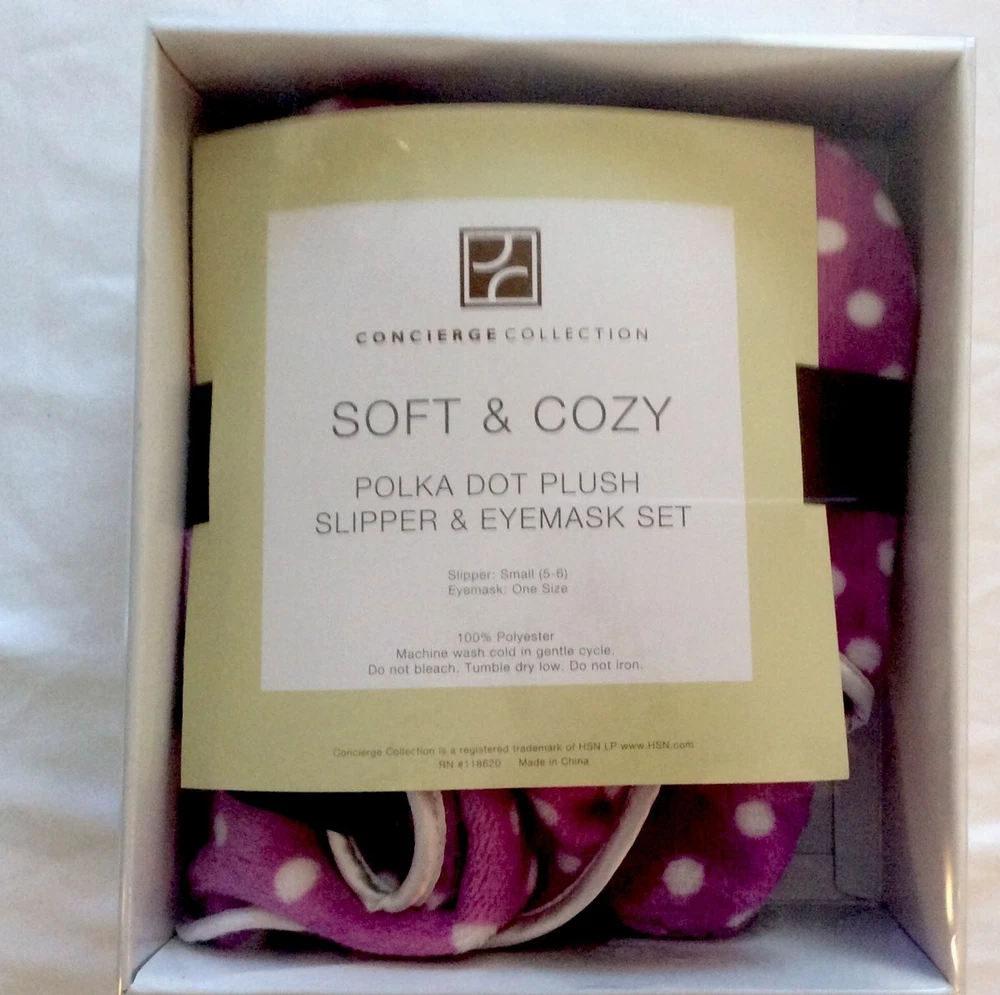 CONCIERGE COLLECTION
SOFT & COZY
POLKA DOT PLUSH
SLIPPER & EYEMASK SET
Slipper: Small (5-6)
Eyemask: One Size
100% Polyester
Machine wash cold in gentle cycle.
Do not bleach. Tumble dry low. Do not iron.
Concierge Collection is a registered trademark of HSN LP www.HSN.com
RN #118620 Made in China